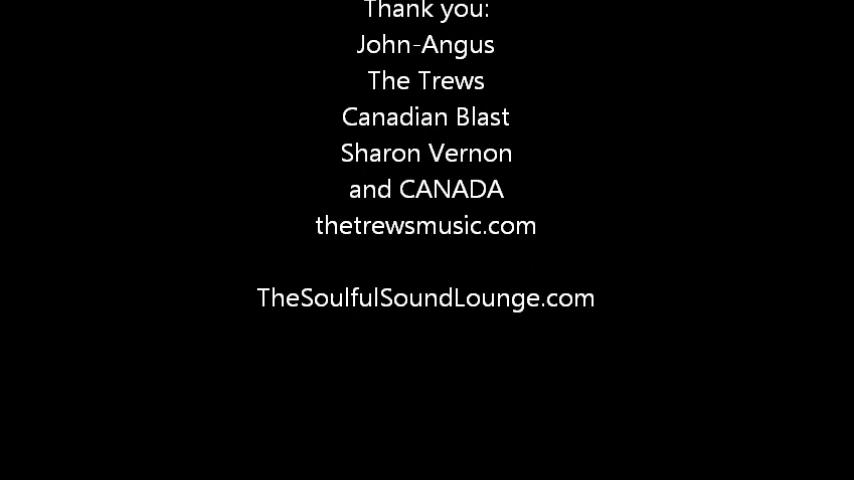 Thank you:
John-Angus
The Trews
Canadian Blast
Sharon Vernon
and CANADA
thetrewsmusic.com
TheSoulfulSoundLounge.com